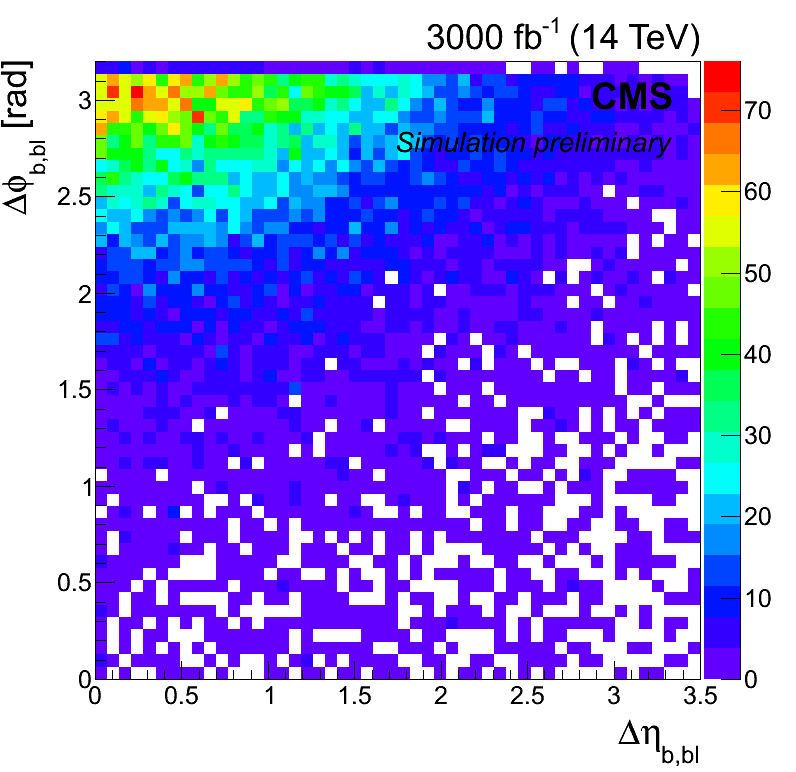 3000 fb⁻¹ (14 TeV)
CMS
Simulation preliminary
Δφb,bl [rad]
3
2.5
2
1.5
1
0.5
0
0 0.5 1 1.5 2 2.5 3 3.5
Δηb,bl
70
60
50
40
30
20
10
0